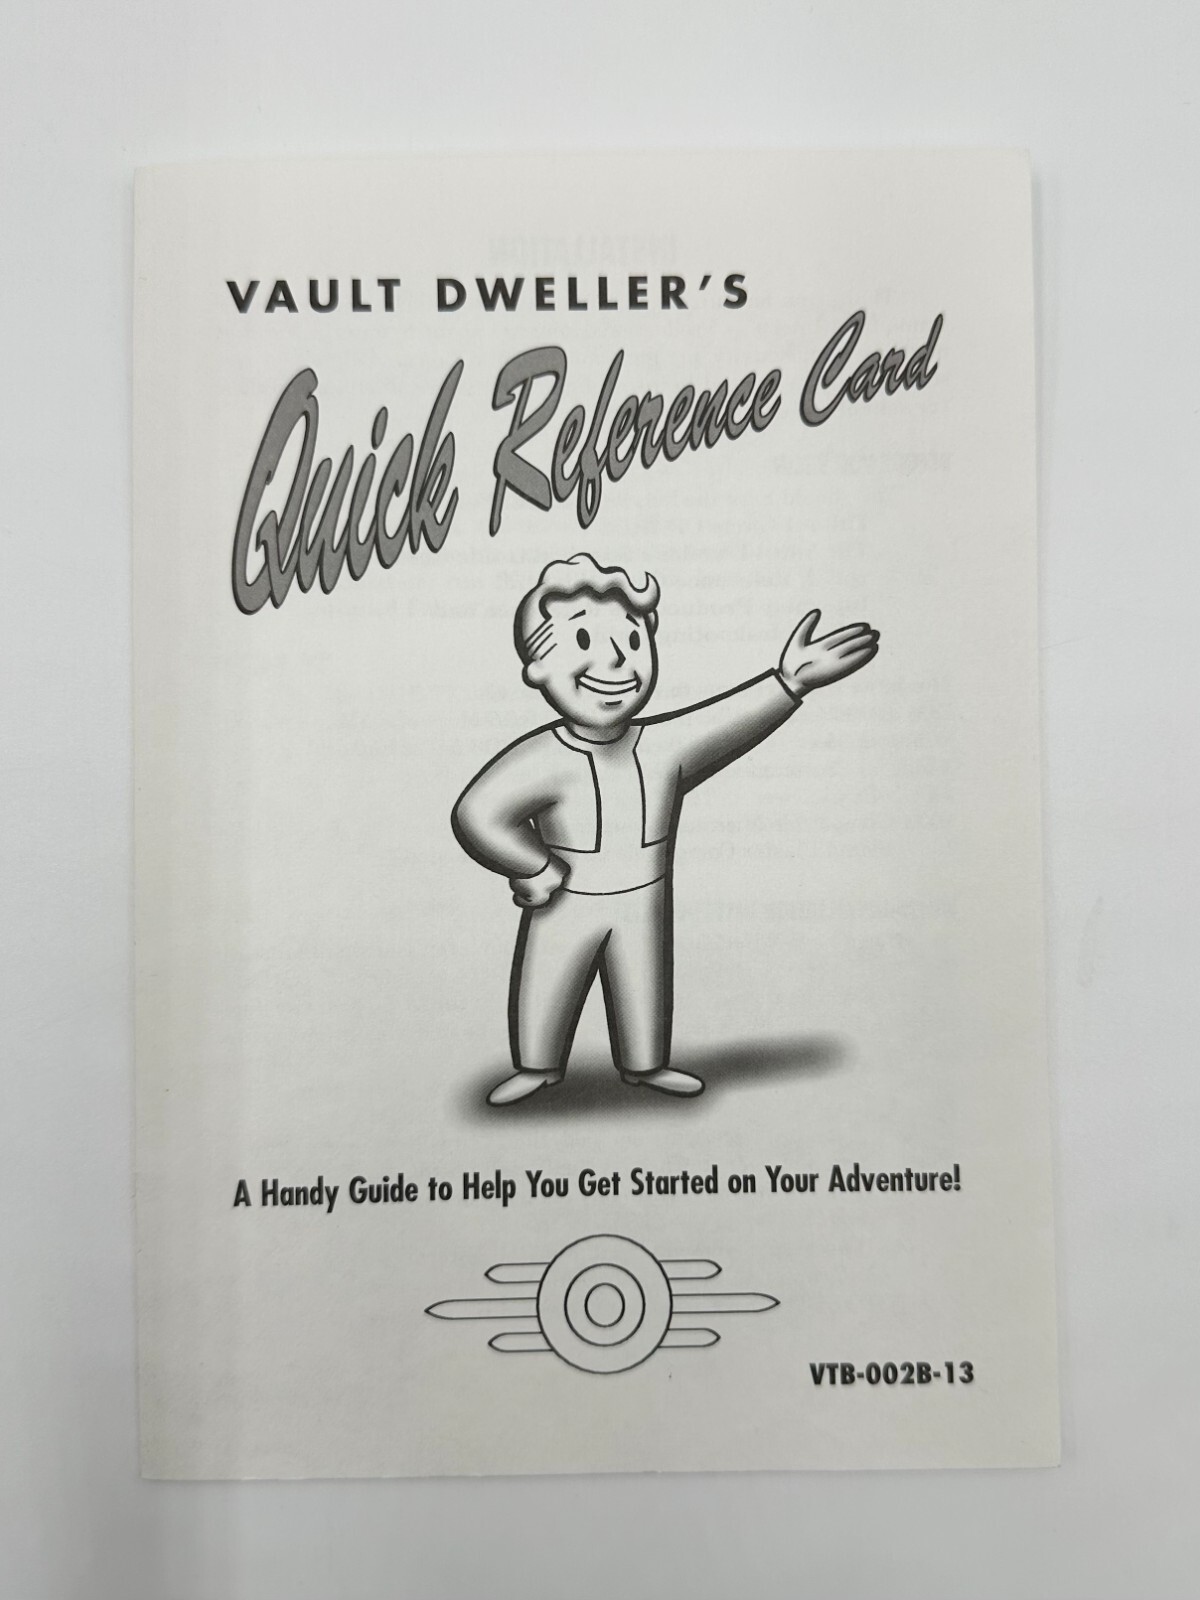 VAULT DWELLER'S
Quick Reference Card
A Handy Guide to Help You Get Started on Your Adventure!
VTB-002B-13